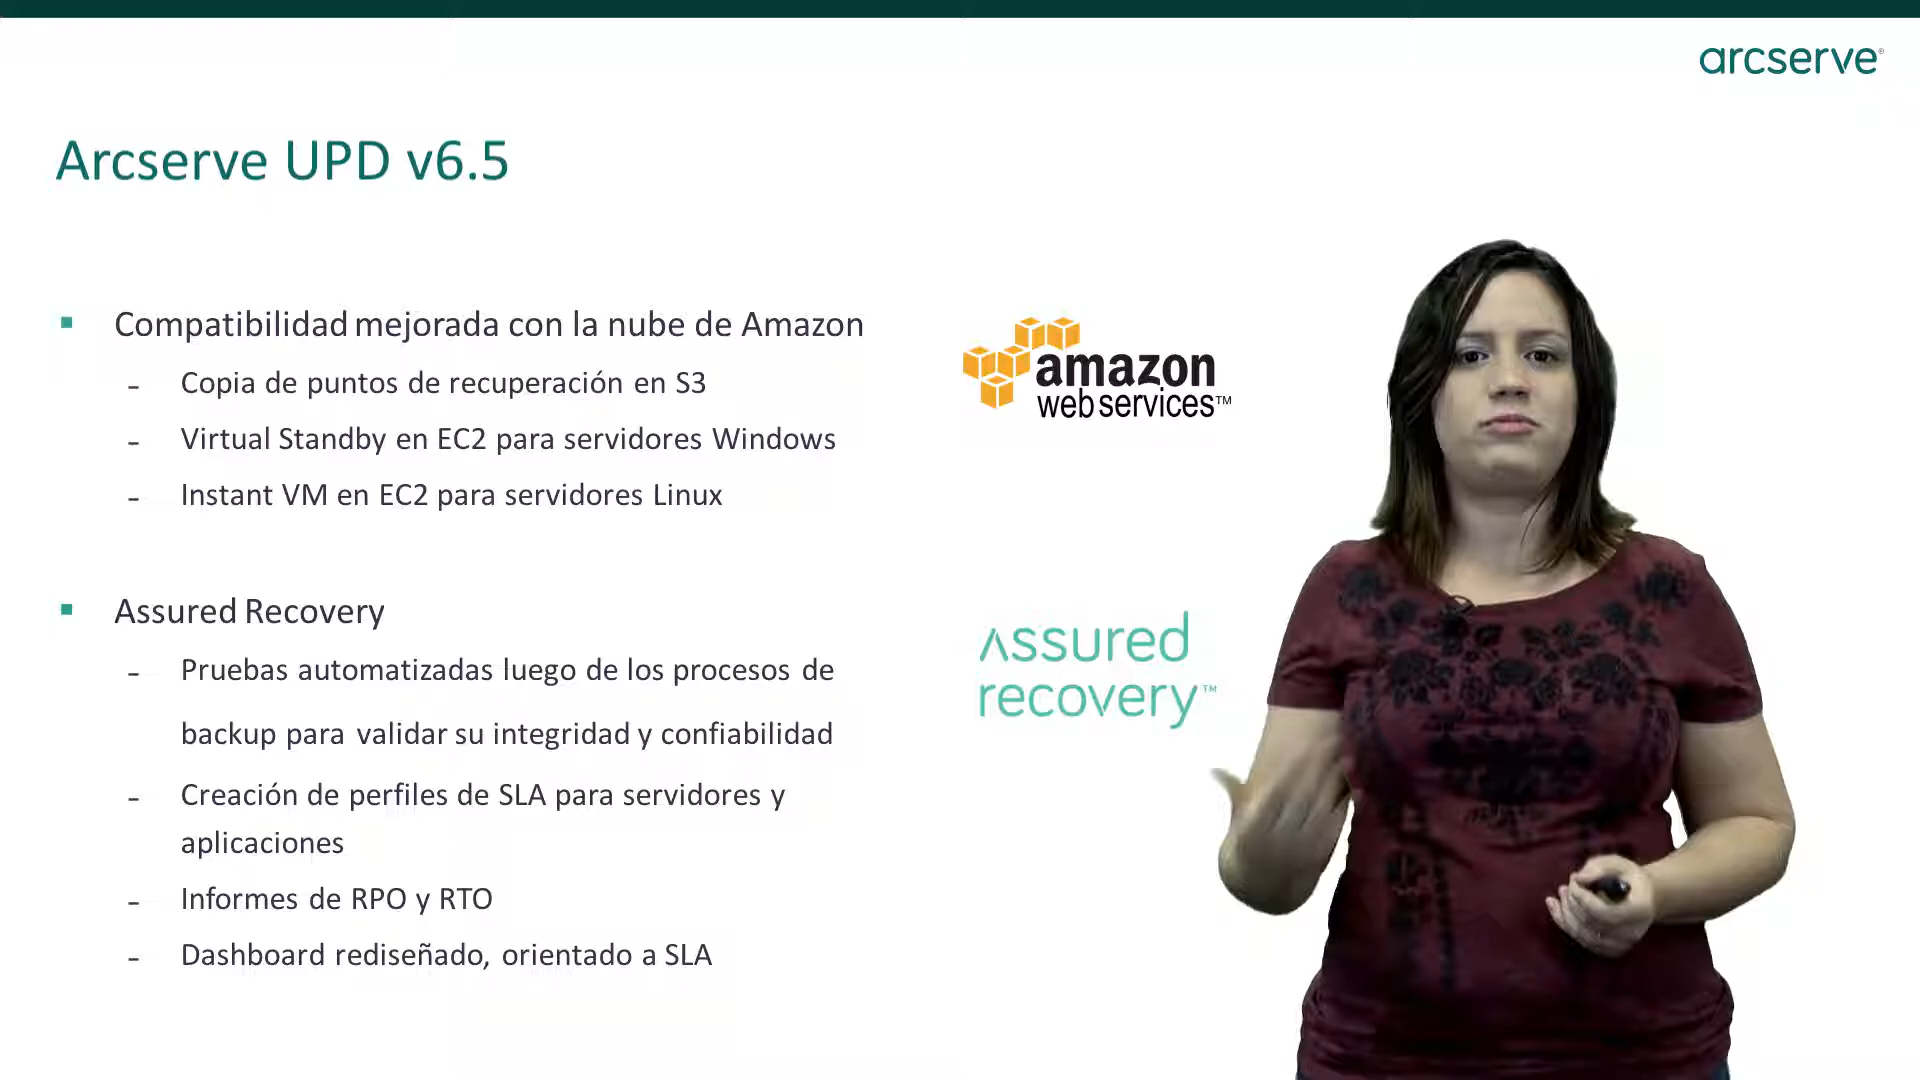 arcserve®
Arcserve UPD v6.5
▪ Compatibilidad mejorada con la nube de Amazon
- Copia de puntos de recuperación en S3
- Virtual Standby en EC2 para servidores Windows
- Instant VM en EC2 para servidores Linux
amazon
web services™
▪ Assured Recovery
- Pruebas automatizadas luego de los procesos de
backup para validar su integridad y confiabilidad
- Creación de perfiles de SLA para servidores y
aplicaciones
- Informes de RPO y RTO
- Dashboard rediseñado, orientado a SLA
Assured
recovery™